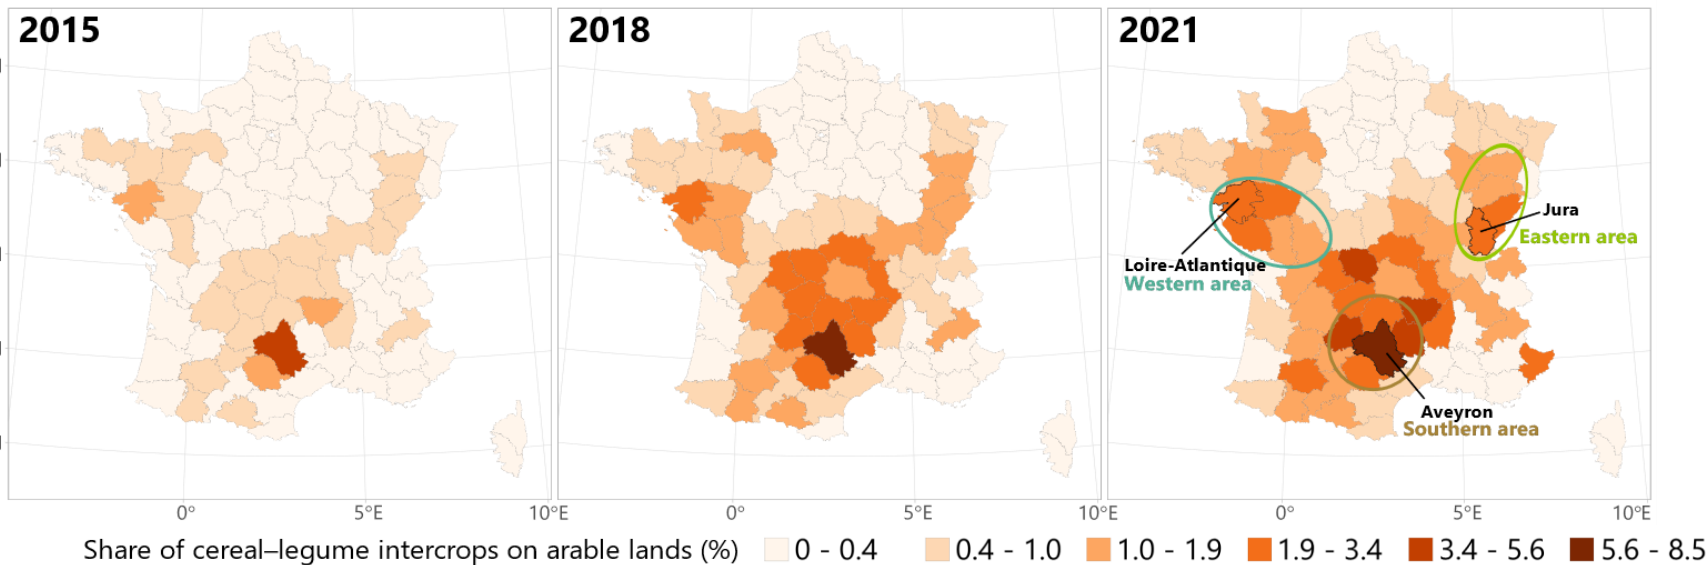 2015
2018
2021
Jura
Eastern area
Loire-Atlantique
Western area
Aveyron
Southern area
0° 5°E 10°E 0° 5°E 10°E 0° 5°E 10°E
Share of cereal–legume intercrops on arable lands (%) 0 - 0.4 0.4 - 1.0 1.0 - 1.9 1.9 - 3.4 3.4 - 5.6 5.6 - 8.5